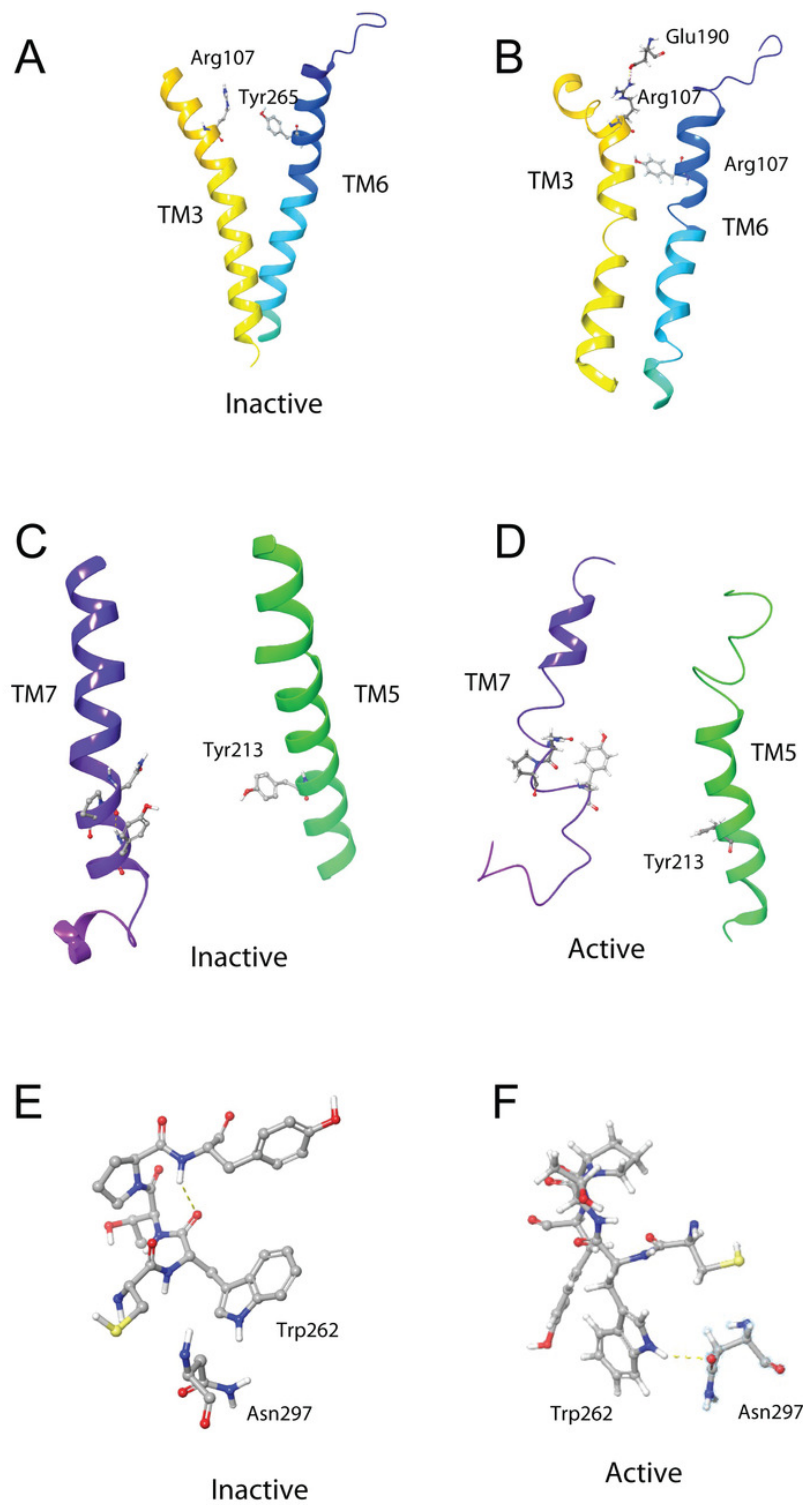 A
Arg107
Tyr265
TM3
TM6
Inactive
B
Glu190
Arg107
TM3
Arg107
TM6
C
TM7
TM5
Tyr213
Inactive
D
TM7
TM5
Tyr213
Active
E
Trp262
Asn297
Inactive
F
Trp262
Asn297
Active